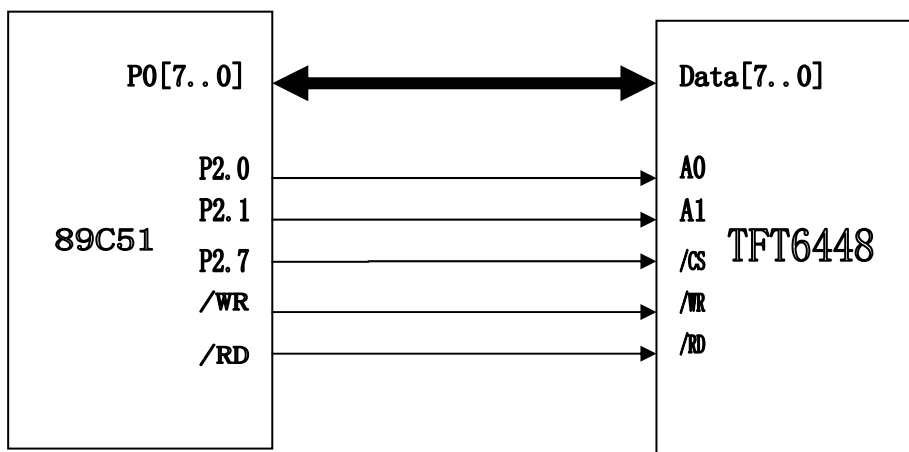 P0[7..0] Data[7..0]
P2.0 A0
P2.1 A1
89C51 P2.7 /CS TFT6448
/WR /WR
/RD /RD